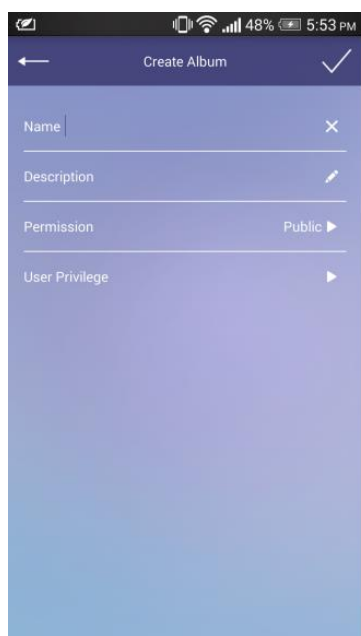 48% 5:53 PM
Create Album
Name
Description
Permission Public
User Privilege